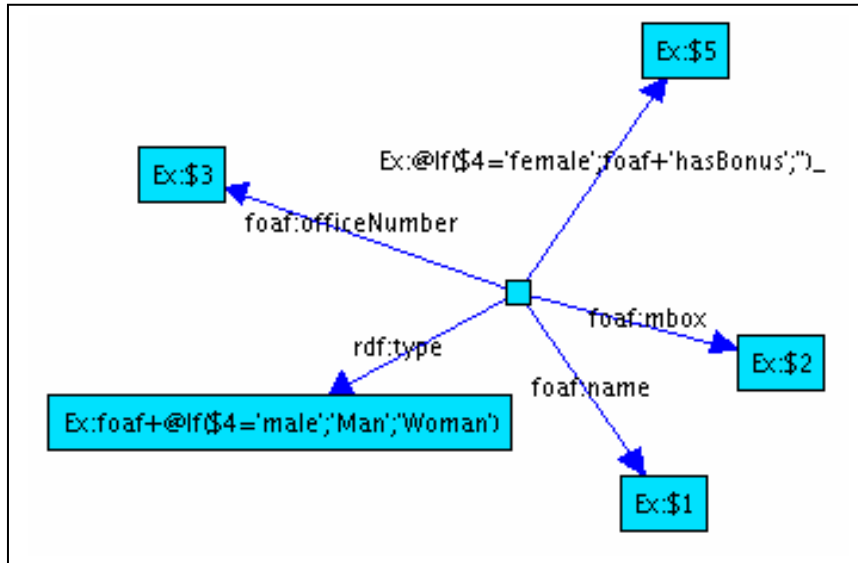 Ex:$5
Ex:@If($4='female';foaf+'hasBonus';'')_
Ex:$3
foaf:officeNumber
foaf:mbox
rdf:type
Ex:$2
foaf:name
Ex:foaf+@If($4='male';'Man';'Woman')
Ex:$1